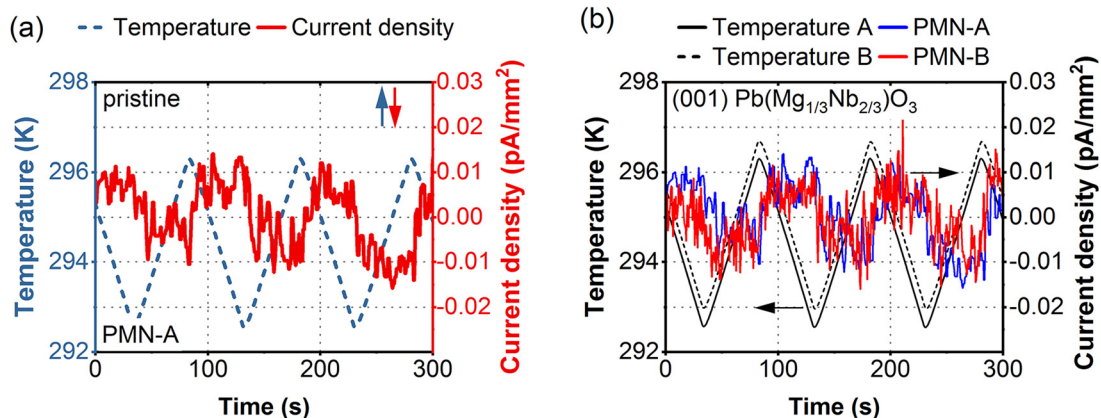 (a)
Temperature
Current density
298
296
294
292
Temperature (K)
pristine
PMN-A
0.03
0.02
0.01
0.00
-0.01
-0.02
Current density (pA/mm²)
0 100 200 300
Time (s)
(b)
Temperature A
PMN-A
Temperature B
PMN-B
298
296
294
292
Temperature (K)
(001) Pb(Mg₁/₃Nb₂/₃)O₃
0.03
0.02
0.01
0.00
-0.01
-0.02
Current density (pA/mm²)
0 100 200 300
Time (s)